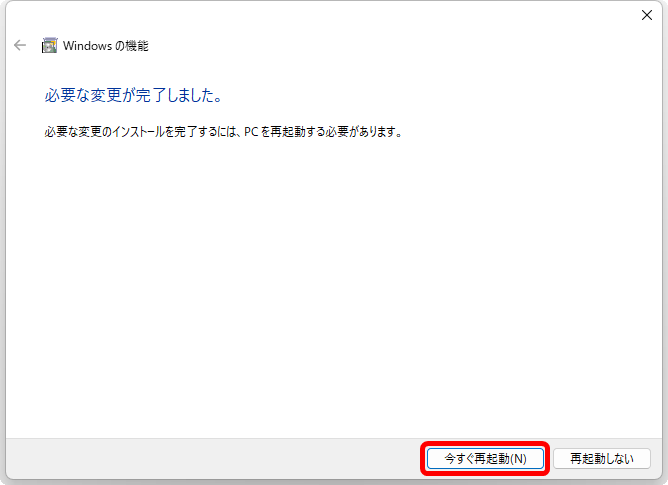 Windows の機能
必要な変更が完了しました。
必要な変更のインストールを完了するには、PC を再起動する必要があります。
今すぐ再起動(N)
再起動しない